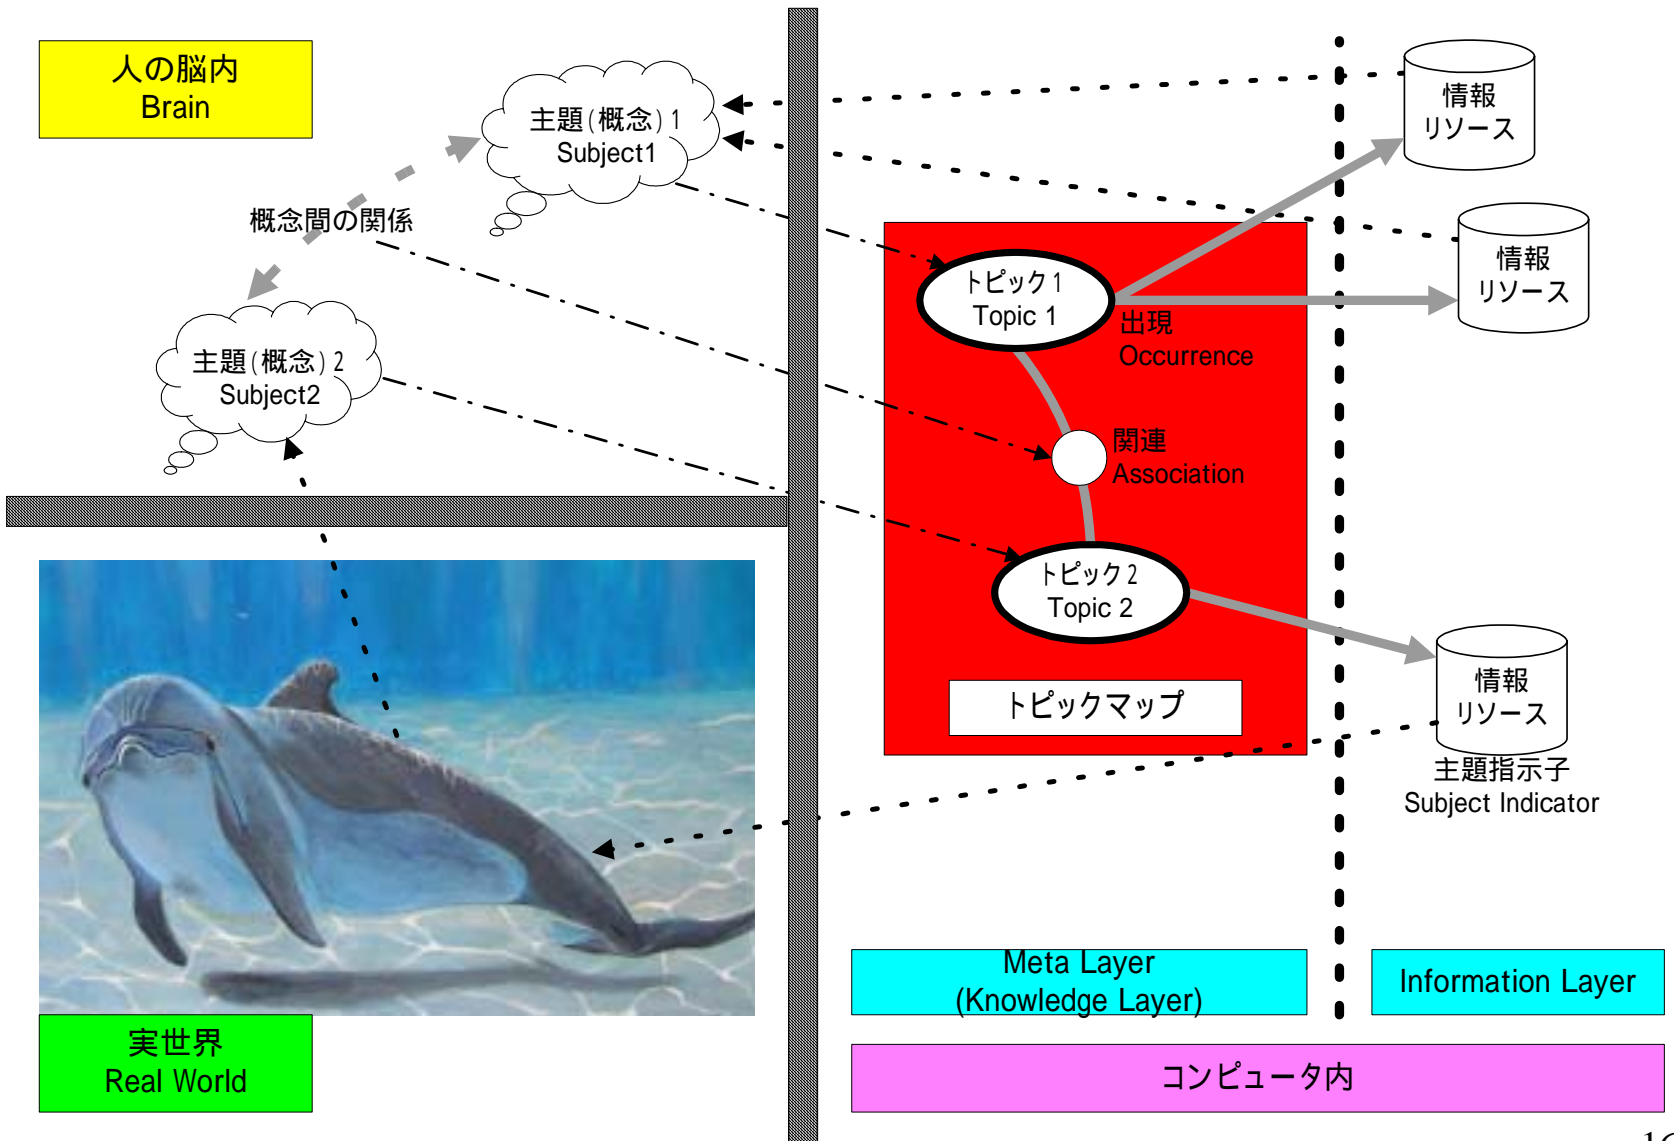 人の脳内
Brain
主題(概念)1
Subject1
概念間の関係
主題(概念)2
Subject2
情報
リソース
情報
リソース
トピック1
Topic 1
出現
Occurrence
関連
Association
トピック2
Topic 2
トピックマップ
情報
リソース
主題指示子
Subject Indicator
Meta Layer
(Knowledge Layer)
Information Layer
実世界
Real World
コンピュータ内